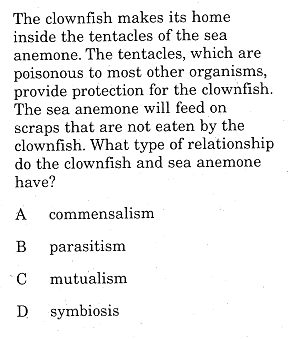 The clownfish makes its home
inside the tentacles of the sea
anemone. The tentacles, which are
poisonous to most other organisms,
provide protection for the clownfish.
The sea anemone will feed on
scraps that are not eaten by the
clownfish. What type of relationship
do the clownfish and sea anemone
have?
A commensalism
B parasitism
C mutualism
D symbiosis